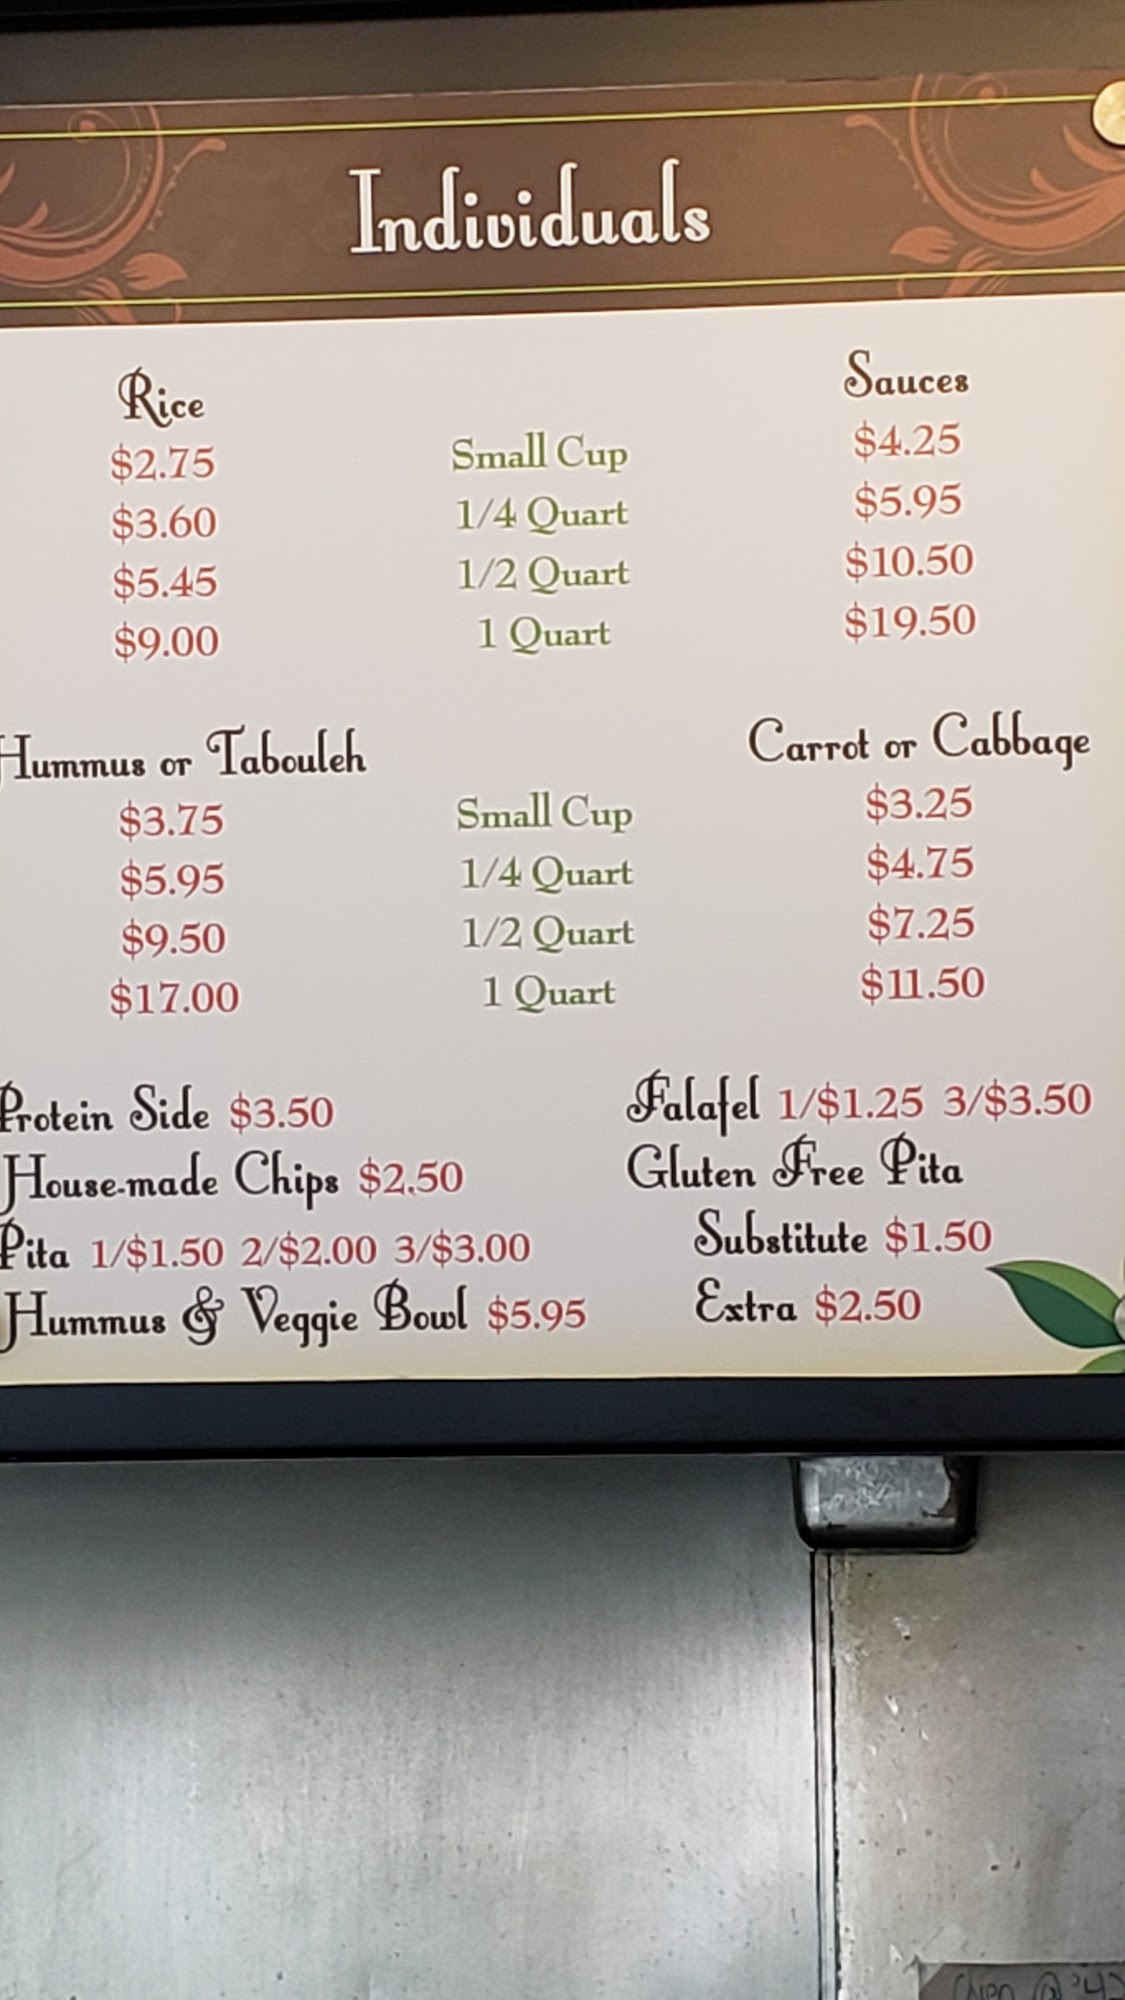 Individuals
Rice
Sauces
$2.75 Small Cup $4.25
$3.60 1/4 Quart $5.95
$5.45 1/2 Quart $10.50
$9.00 1 Quart $19.50
Hummus or Tabouleh
Carrot or Cabbage
$3.75 Small Cup $3.25
$5.95 1/4 Quart $4.75
$9.50 1/2 Quart $7.25
$17.00 1 Quart $11.50
Protein Side $3.50
House-made Chips $2.50
Pita 1/$1.50 2/$2.00 3/$3.00
Hummus & Veggie Bowl $5.95
Falafel 1/$1.25 3/$3.50
Gluten Free Pita
Substitute $1.50
Extra $2.50